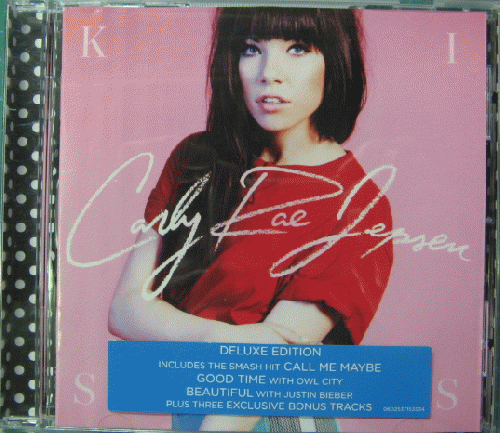 K I
Carly Rae Jepsen
S S
DELUXE EDITION
INCLUDES THE SMASH HIT CALL ME MAYBE
GOOD TIME WITH OWL CITY
BEAUTIFUL WITH JUSTIN BIEBER
PLUS THREE EXCLUSIVE BONUS TRACKS